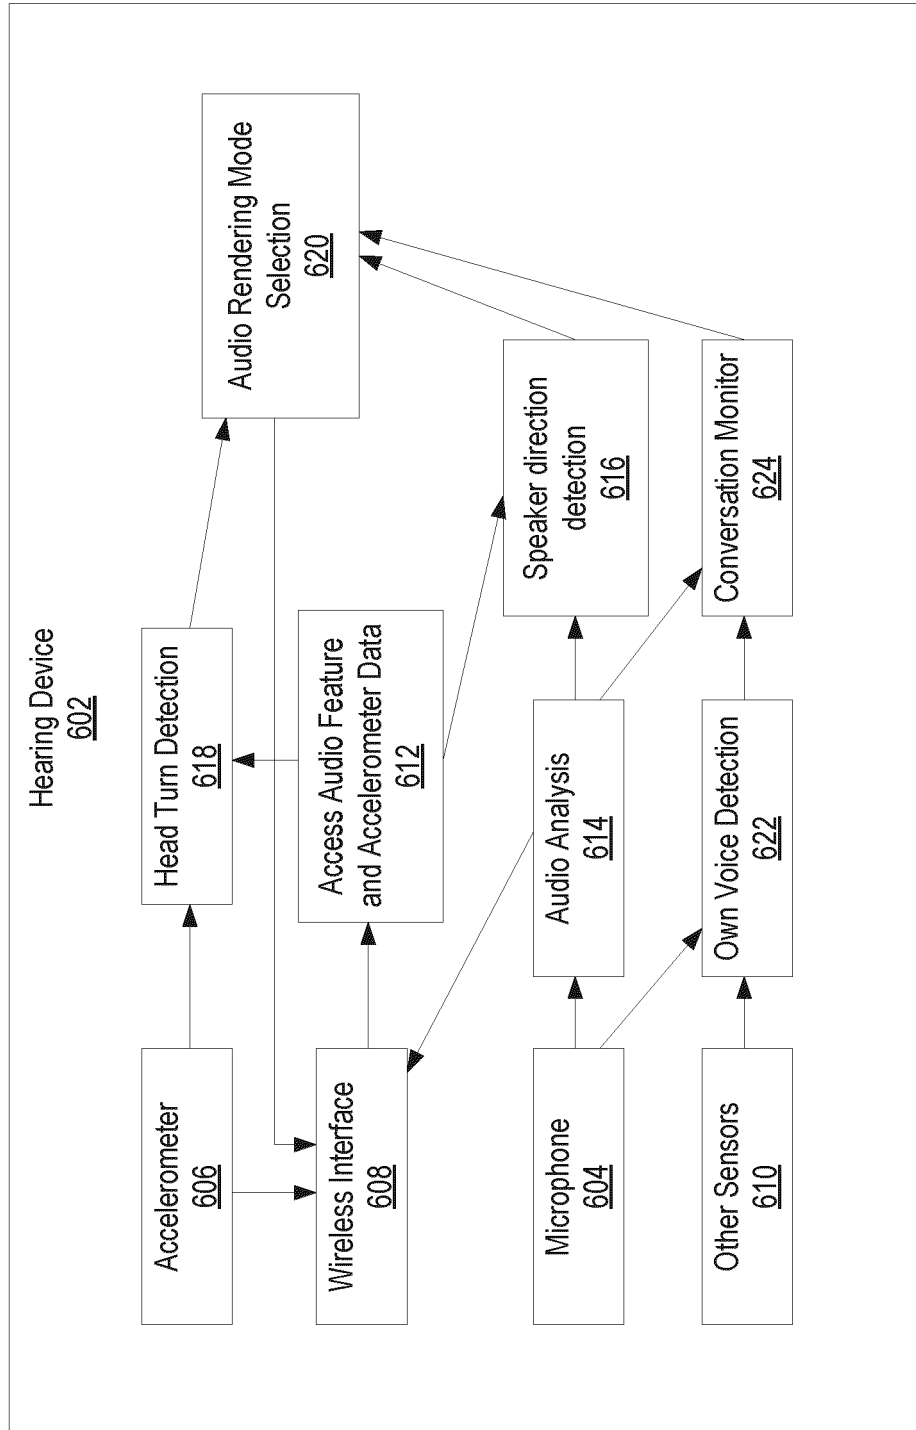 Hearing Device
602
Accelerometer
606
Head Turn Detection
618
Audio Rendering Mode
Selection
620
Wireless Interface
608
Access Audio Feature
and Accelerometer Data
612
Microphone
604
Audio Analysis
614
Speaker direction
detection
616
Other Sensors
610
Own Voice Detection
622
Conversation Monitor
624